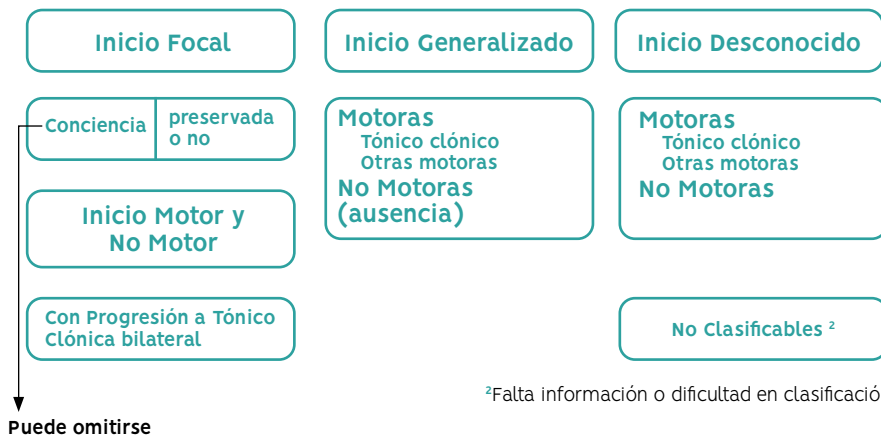 Inicio Focal
Inicio Generalizado
Inicio Desconocido
Conciencia
preservada
o no
Inicio Motor y
No Motor
Con Progresión a Tónico
Clónica bilateral
Motoras
Tónico clónico
Otras motoras
No Motoras
(ausencia)
Motoras
Tónico clónico
Otras motoras
No Motoras
No Clasificables ²
²Falta información o dificultad en clasificació
Puede omitirse